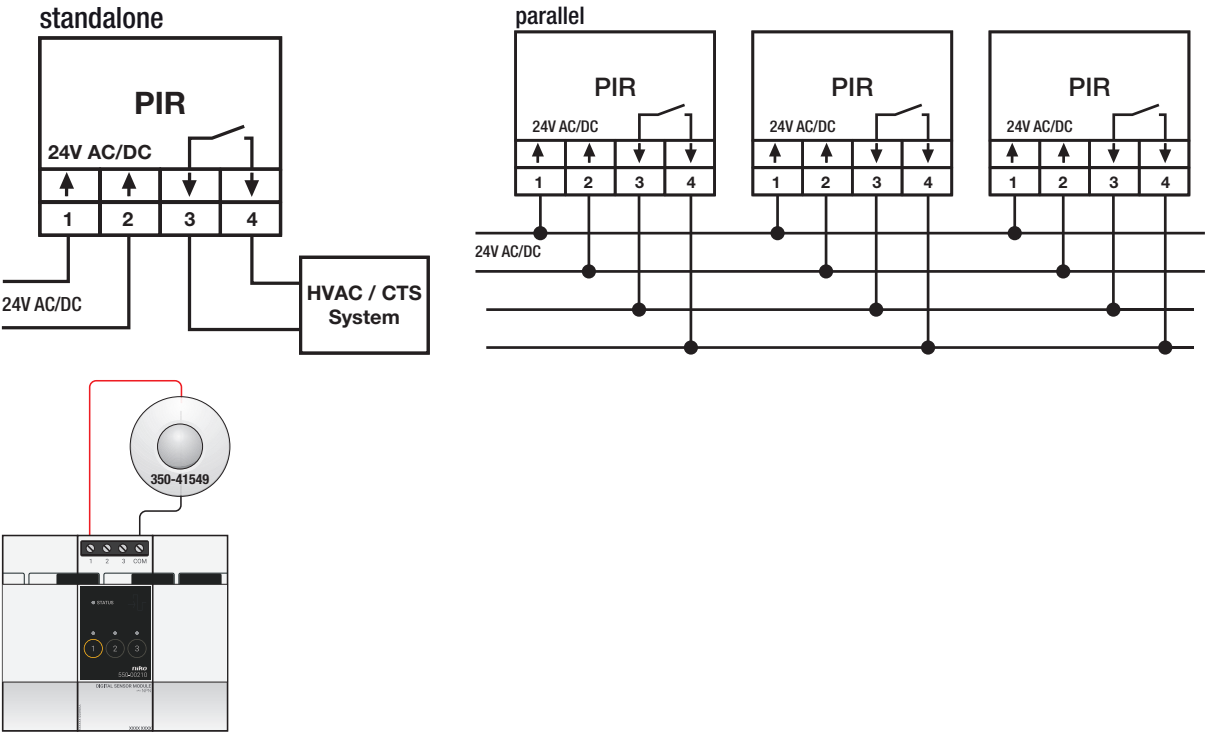 standalone
PIR
24V AC/DC
1 2 3 4
24V AC/DC
HVAC / CTS
System
parallel
PIR
24V AC/DC
1 2 3 4
PIR
24V AC/DC
1 2 3 4
PIR
24V AC/DC
1 2 3 4
24V AC/DC
350-41549
1 2 3 COM
STATUS
1 2 3
niko
550-00210
DIGITAL SENSOR MODULE
XXXX XXXX